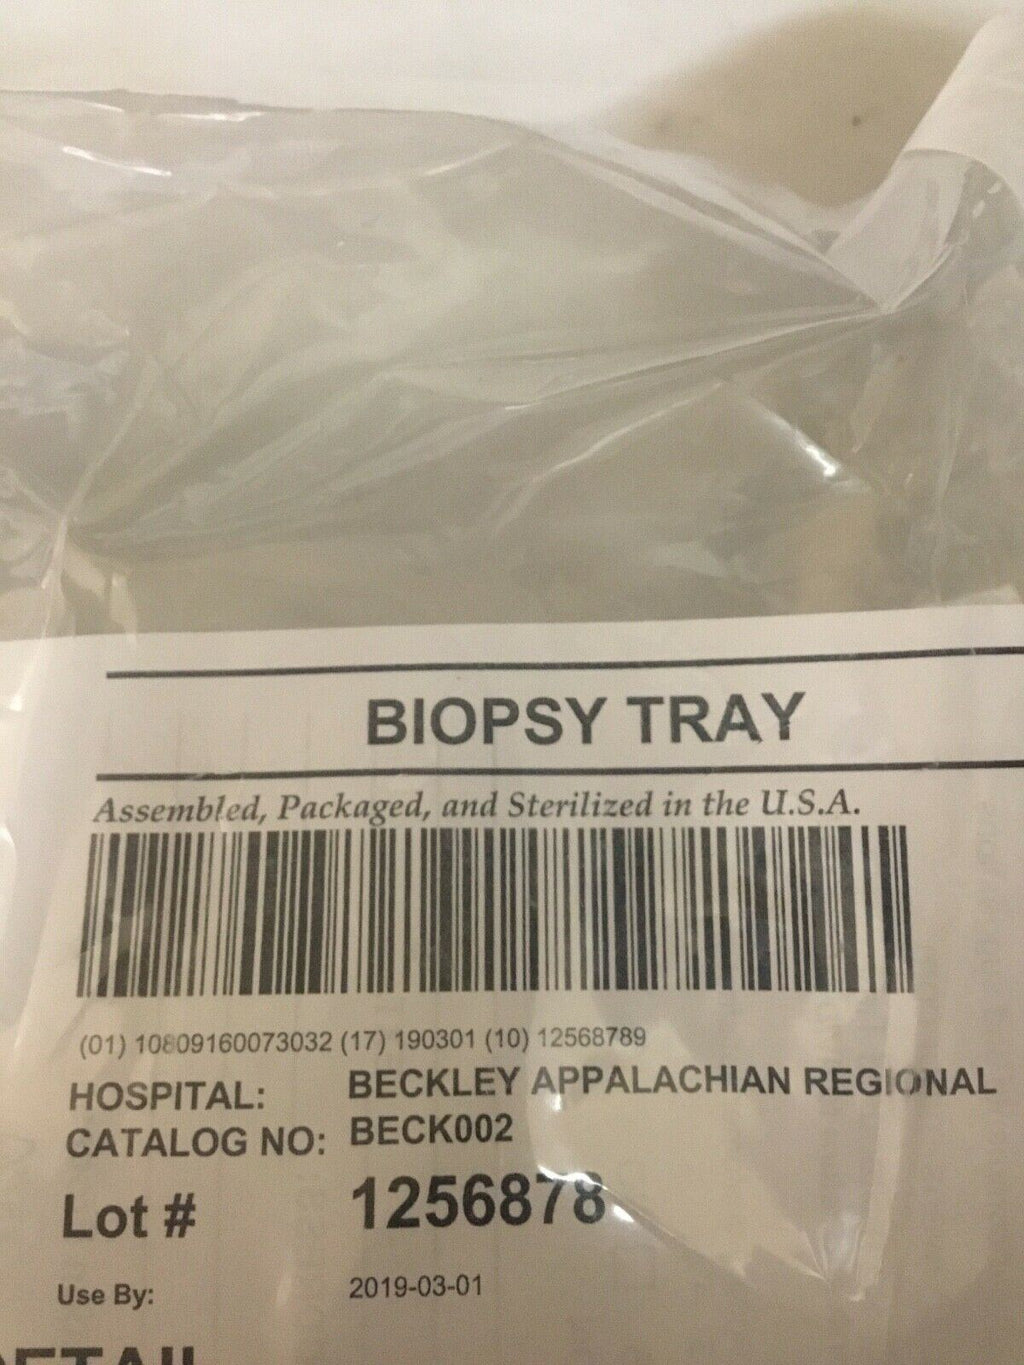 BIOPSY TRAY
Assembled, Packaged, and Sterilized in the U.S.A.
(01) 10809160073032 (17) 190301 (10) 12568789
HOSPITAL: BECKLEY APPALACHIAN REGIONAL
CATALOG NO: BECK002
Lot # 1256878
Use By: 2019-03-01
DETAIL